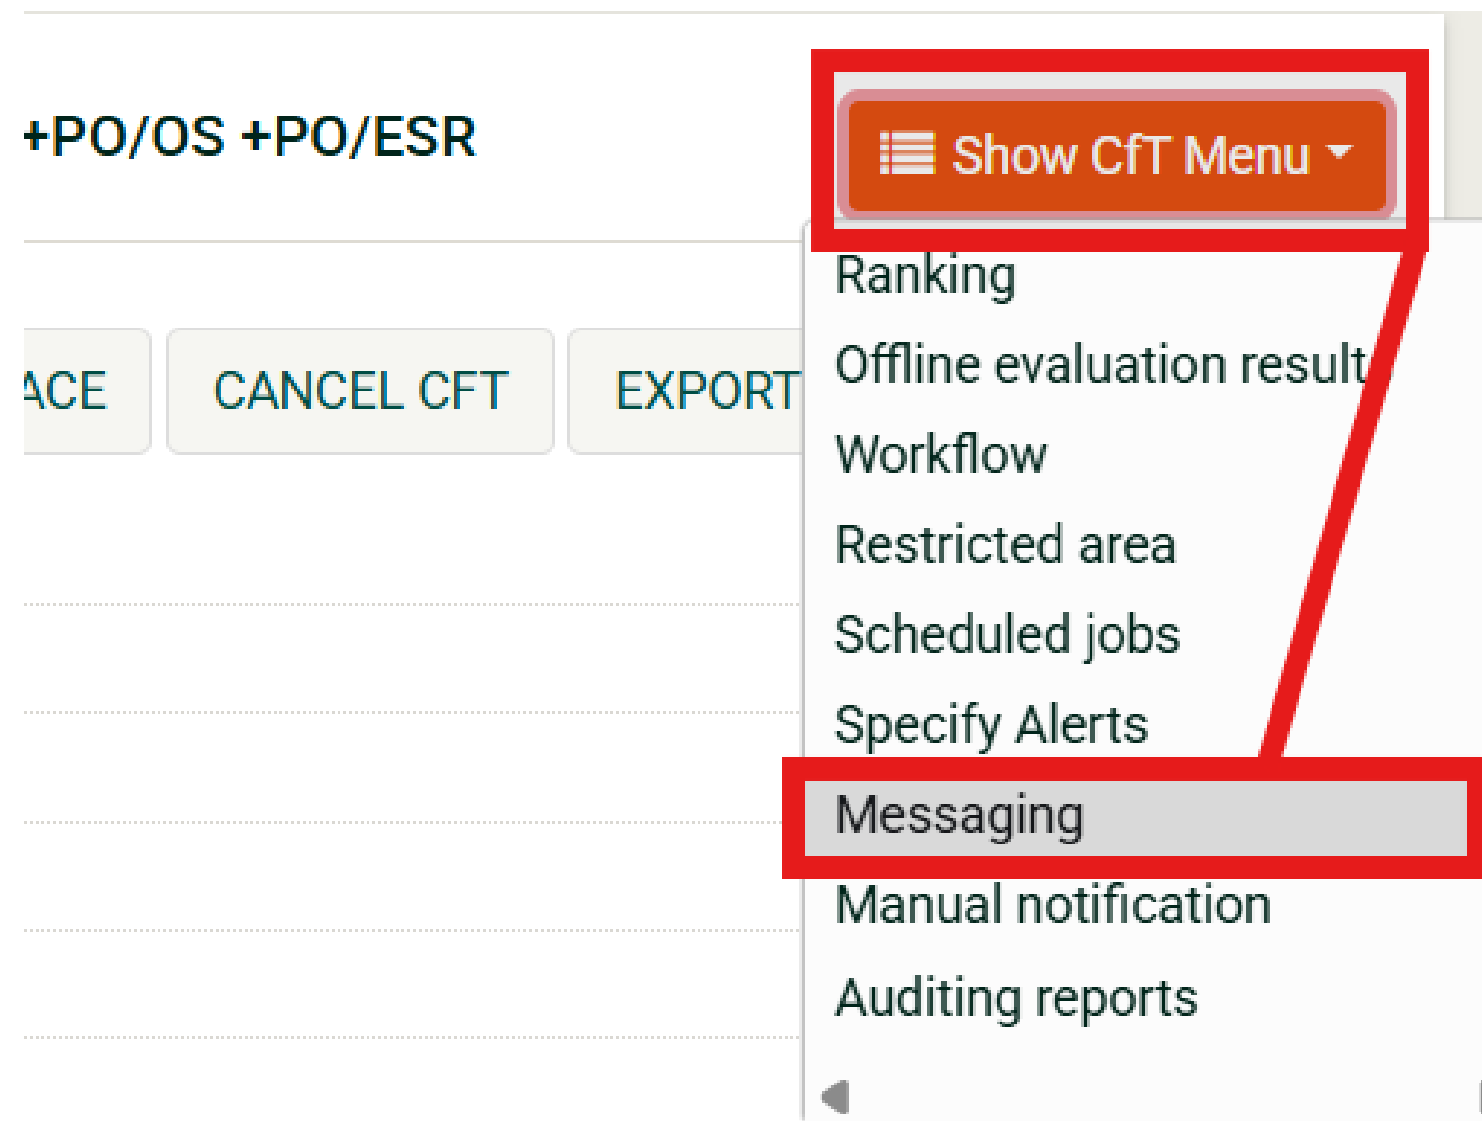 +PO/OS +PO/ESR
Show CfT Menu
Ranking
Offline evaluation result
CANCEL CFT
EXPORT
Workflow
Restricted area
Scheduled jobs
Specify Alerts
Messaging
Manual notification
Auditing reports